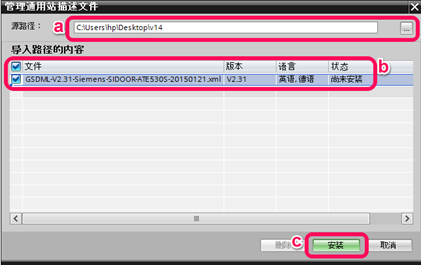 管理通用站描述文件
源路径： a C:\Users\hp\Desktop\v14 ...
导入路径的内容
文件 版本 语言 状态 b
GSDML-V2.31-Siemens-SIDOOR-ATE530S-20150121.xml V2.31 英语, 德语 尚未安装
c 安装 取消